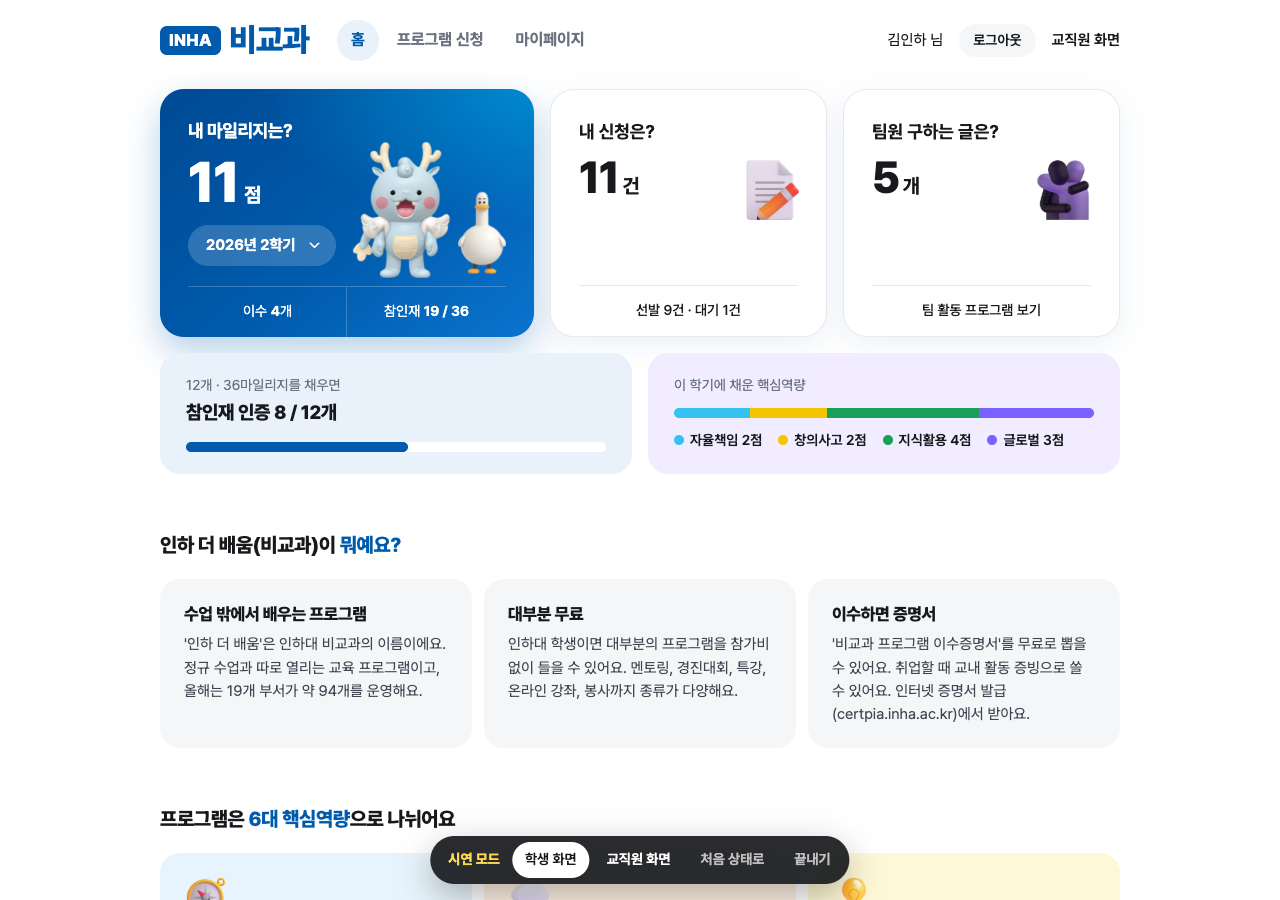 INHA 비교과
홈
프로그램 신청
마이페이지
김인하 님
로그아웃
교직원 화면
내 마일리지는?
11 점
2026년 2학기
이수 4개
참인재 19 / 36
내 신청은?
11 건
선발 9건 · 대기 1건
팀원 구하는 글은?
5 개
팀 활동 프로그램 보기
12개 · 36마일리지를 채우면
참인재 인증 8 / 12개
이 학기에 채운 핵심역량
자율책임 2점
창의사고 2점
지식활용 4점
글로벌 3점
인하 더 배움(비교과)이 뭐예요?
수업 밖에서 배우는 프로그램
'인하 더 배움'은 인하대 비교과의 이름이에요.
정규 수업과 따로 열리는 교육 프로그램이고,
올해는 19개 부서가 약 94개를 운영해요.
대부분 무료
인하대 학생이면 대부분의 프로그램을 참가비
없이 들을 수 있어요. 멘토링, 경진대회, 특강,
온라인 강좌, 봉사까지 종류가 다양해요.
이수하면 증명서
'비교과 프로그램 이수증명서'를 무료로 뽑을
수 있어요. 취업할 때 교내 활동 증빙으로 쓸
수 있어요. 인터넷 증명서 발급
(certpia.inha.ac.kr)에서 받아요.
프로그램은 6대 핵심역량으로 나뉘어요
시연 모드
학생 화면
교직원 화면
처음 상태로
끝내기